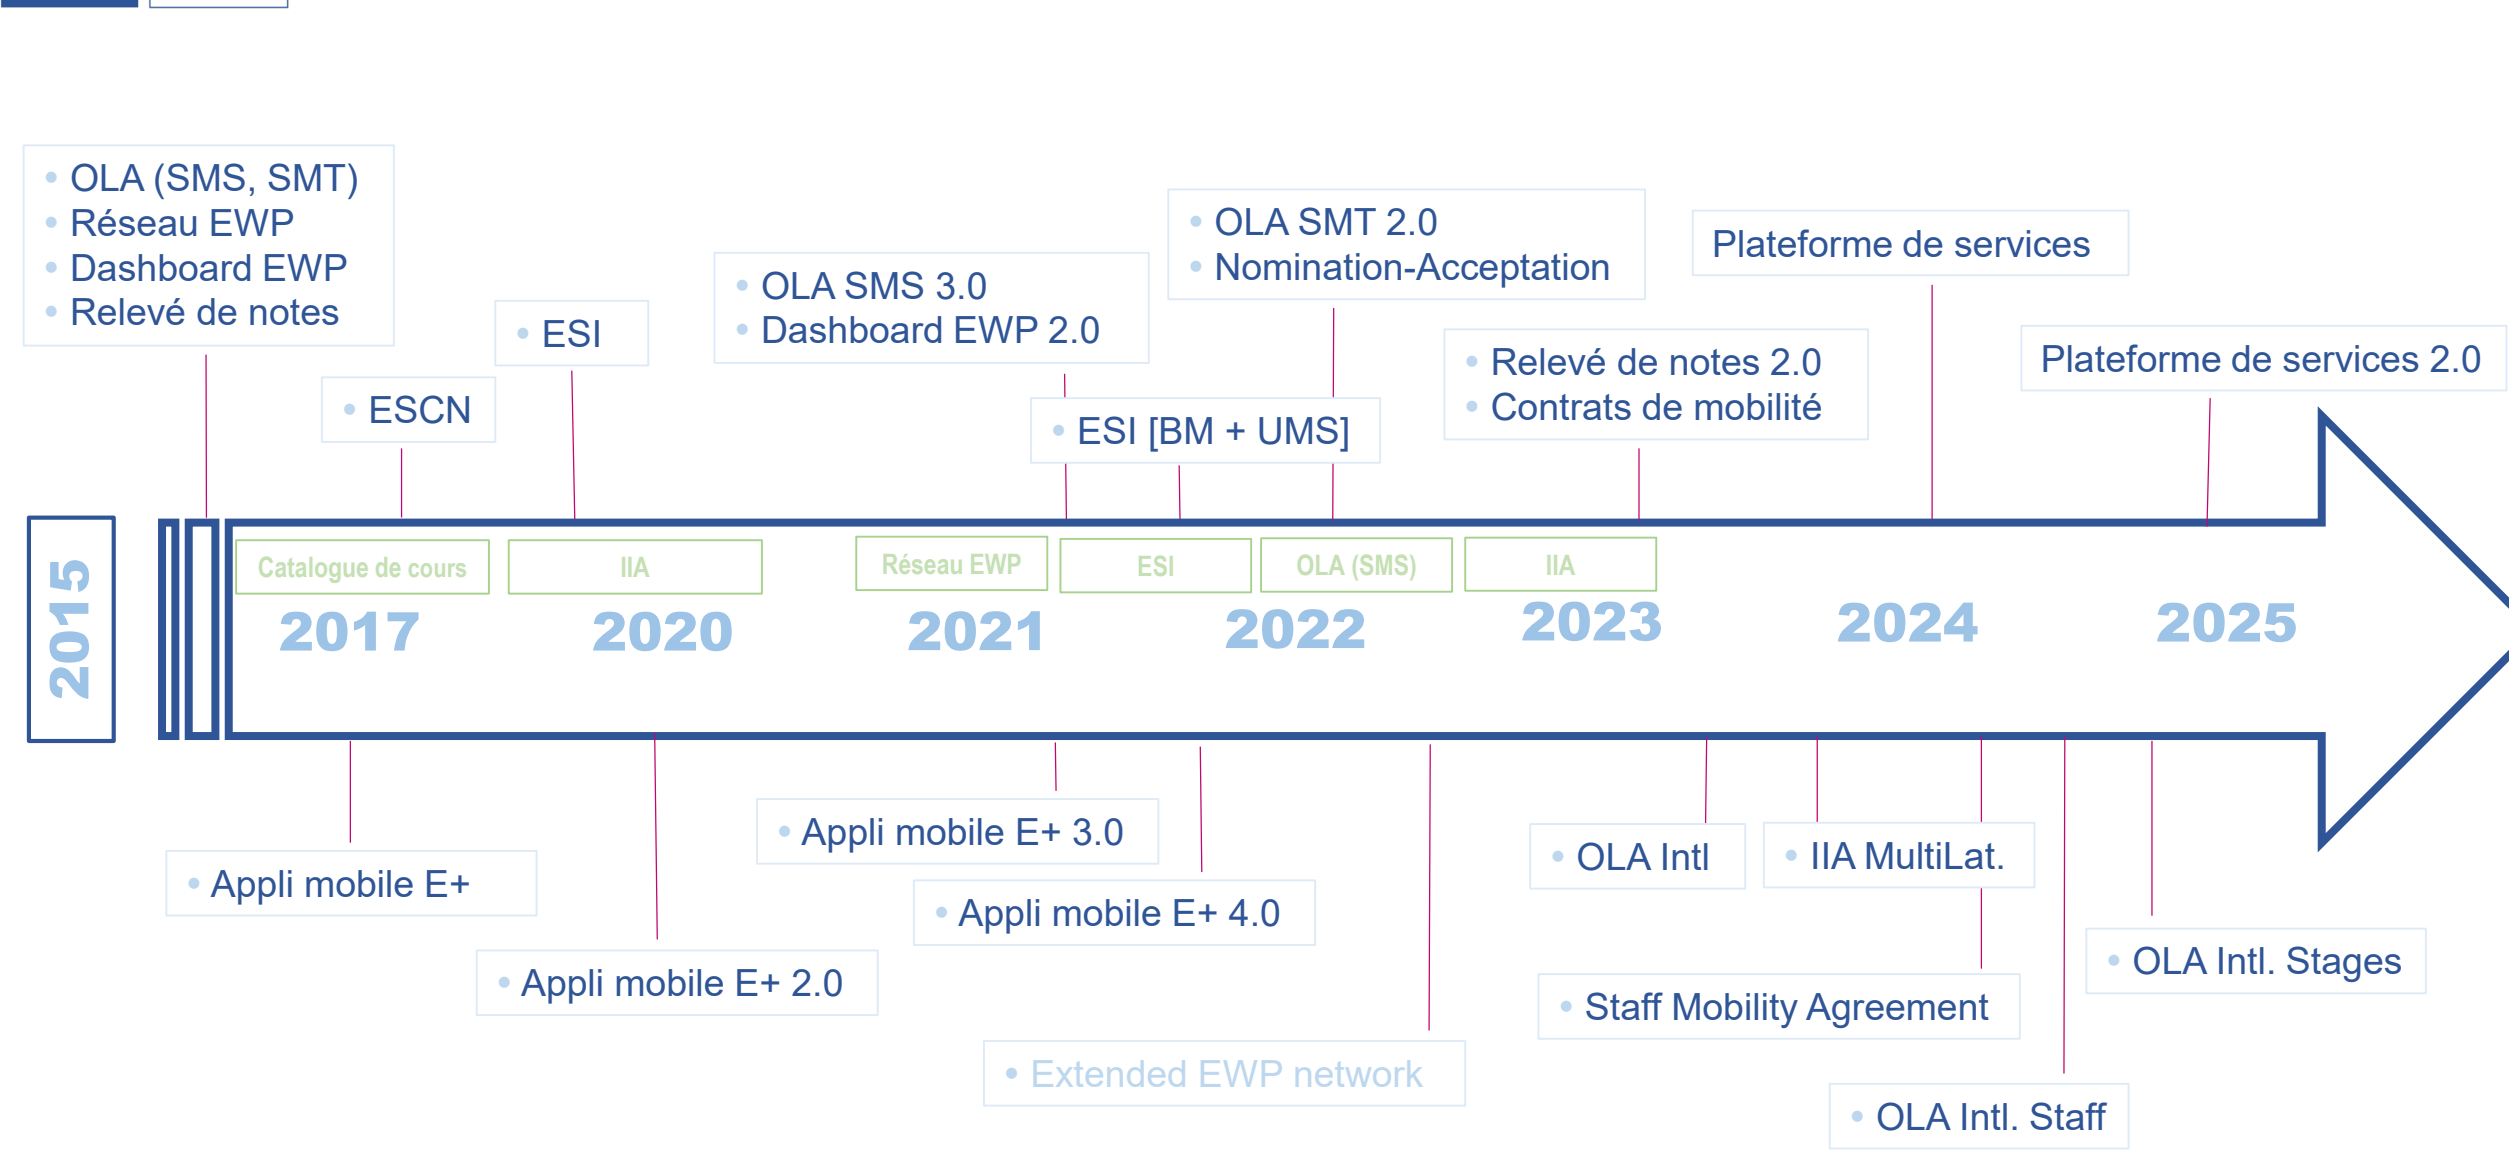 OLA (SMS, SMT)
Réseau EWP
Dashboard EWP
Relevé de notes
ESCN
ESI
OLA SMS 3.0
Dashboard EWP 2.0
ESI [BM + UMS]
OLA SMT 2.0
Nomination-Acceptation
Relevé de notes 2.0
Contrats de mobilité
Plateforme de services
Plateforme de services 2.0
2015
Catalogue de cours
IIA
Réseau EWP
ESI
OLA (SMS)
IIA
2017
2020
2021
2022
2023
2024
2025
Appli mobile E+
Appli mobile E+ 2.0
Appli mobile E+ 3.0
Appli mobile E+ 4.0
Extended EWP network
OLA Intl
IIA MultiLat.
Staff Mobility Agreement
OLA Intl. Staff
OLA Intl. Stages